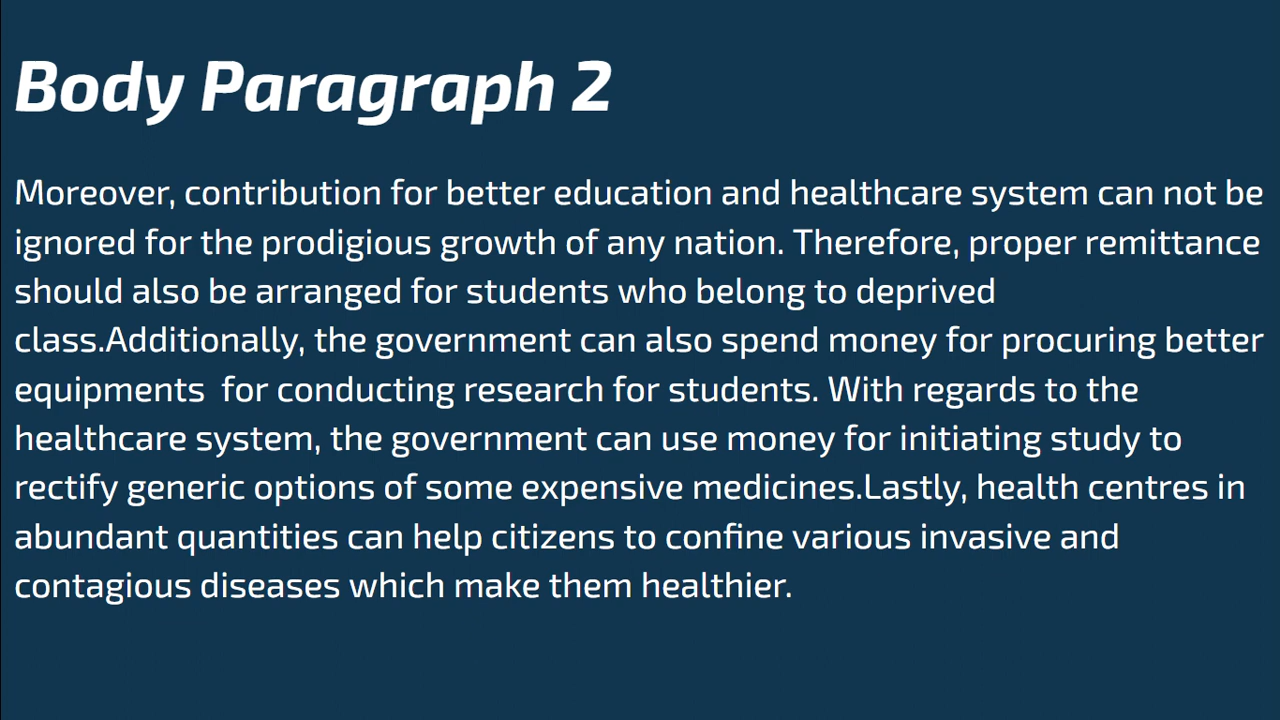 Body Paragraph 2
Moreover, contribution for better education and healthcare system can not be
ignored for the prodigious growth of any nation. Therefore, proper remittance
should also be arranged for students who belong to deprived
class.Additionally, the government can also spend money for procuring better
equipments  for conducting research for students. With regards to the
healthcare system, the government can use money for initiating study to
rectify generic options of some expensive medicines.Lastly, health centres in
abundant quantities can help citizens to confine various invasive and
contagious diseases which make them healthier.